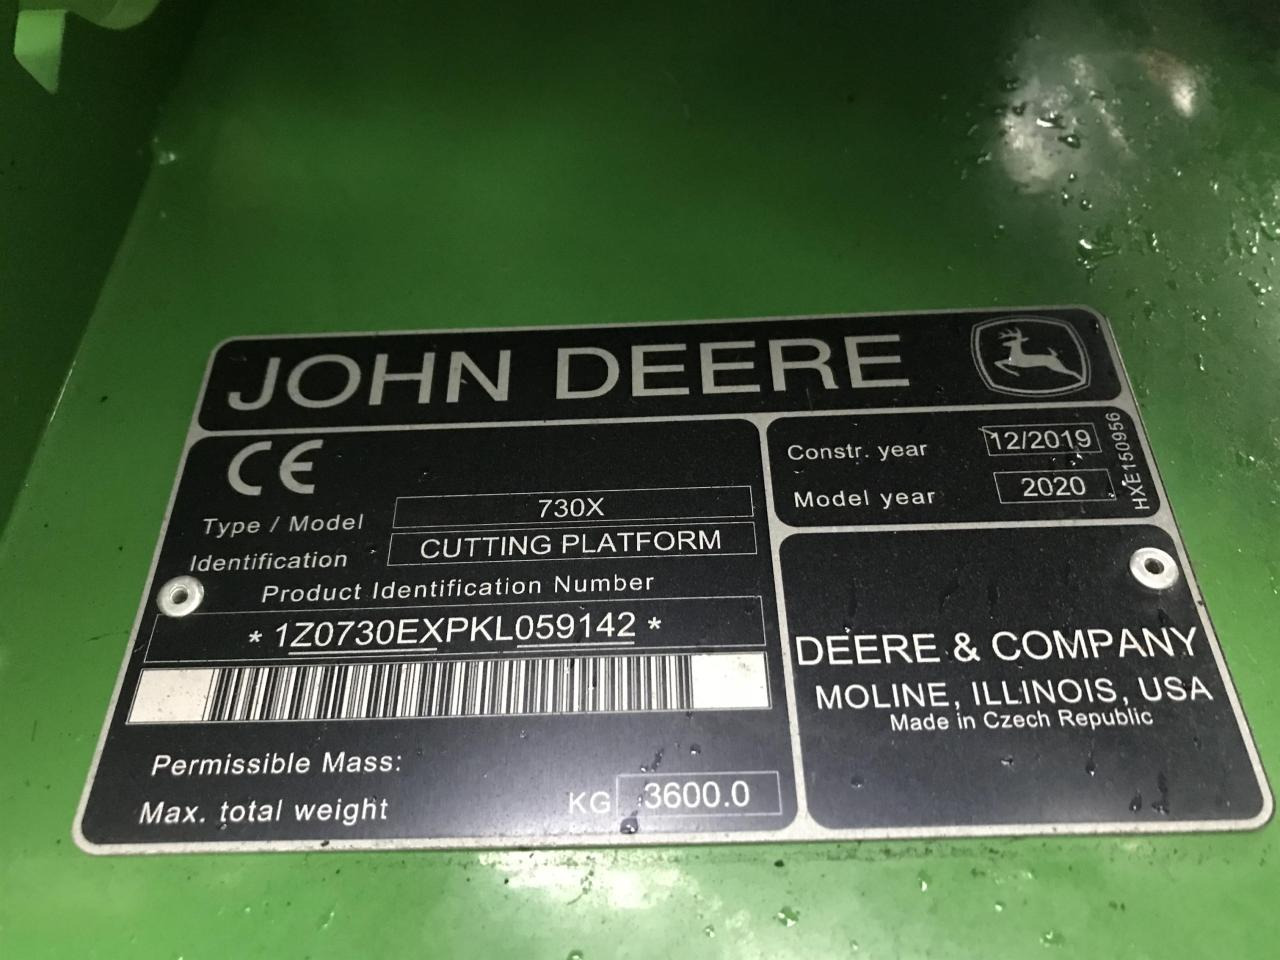 JOHN DEERE
CE
Type / Model 730X
Identification CUTTING PLATFORM
Product Identification Number
* 1Z0730EXPKL059142 *
Permissible Mass:
Max. total weight KG 3600.0
Constr. year 12/2019
Model year 2020
HXE150956
DEERE & COMPANY
MOLINE, ILLINOIS, USA
Made in Czech Republic